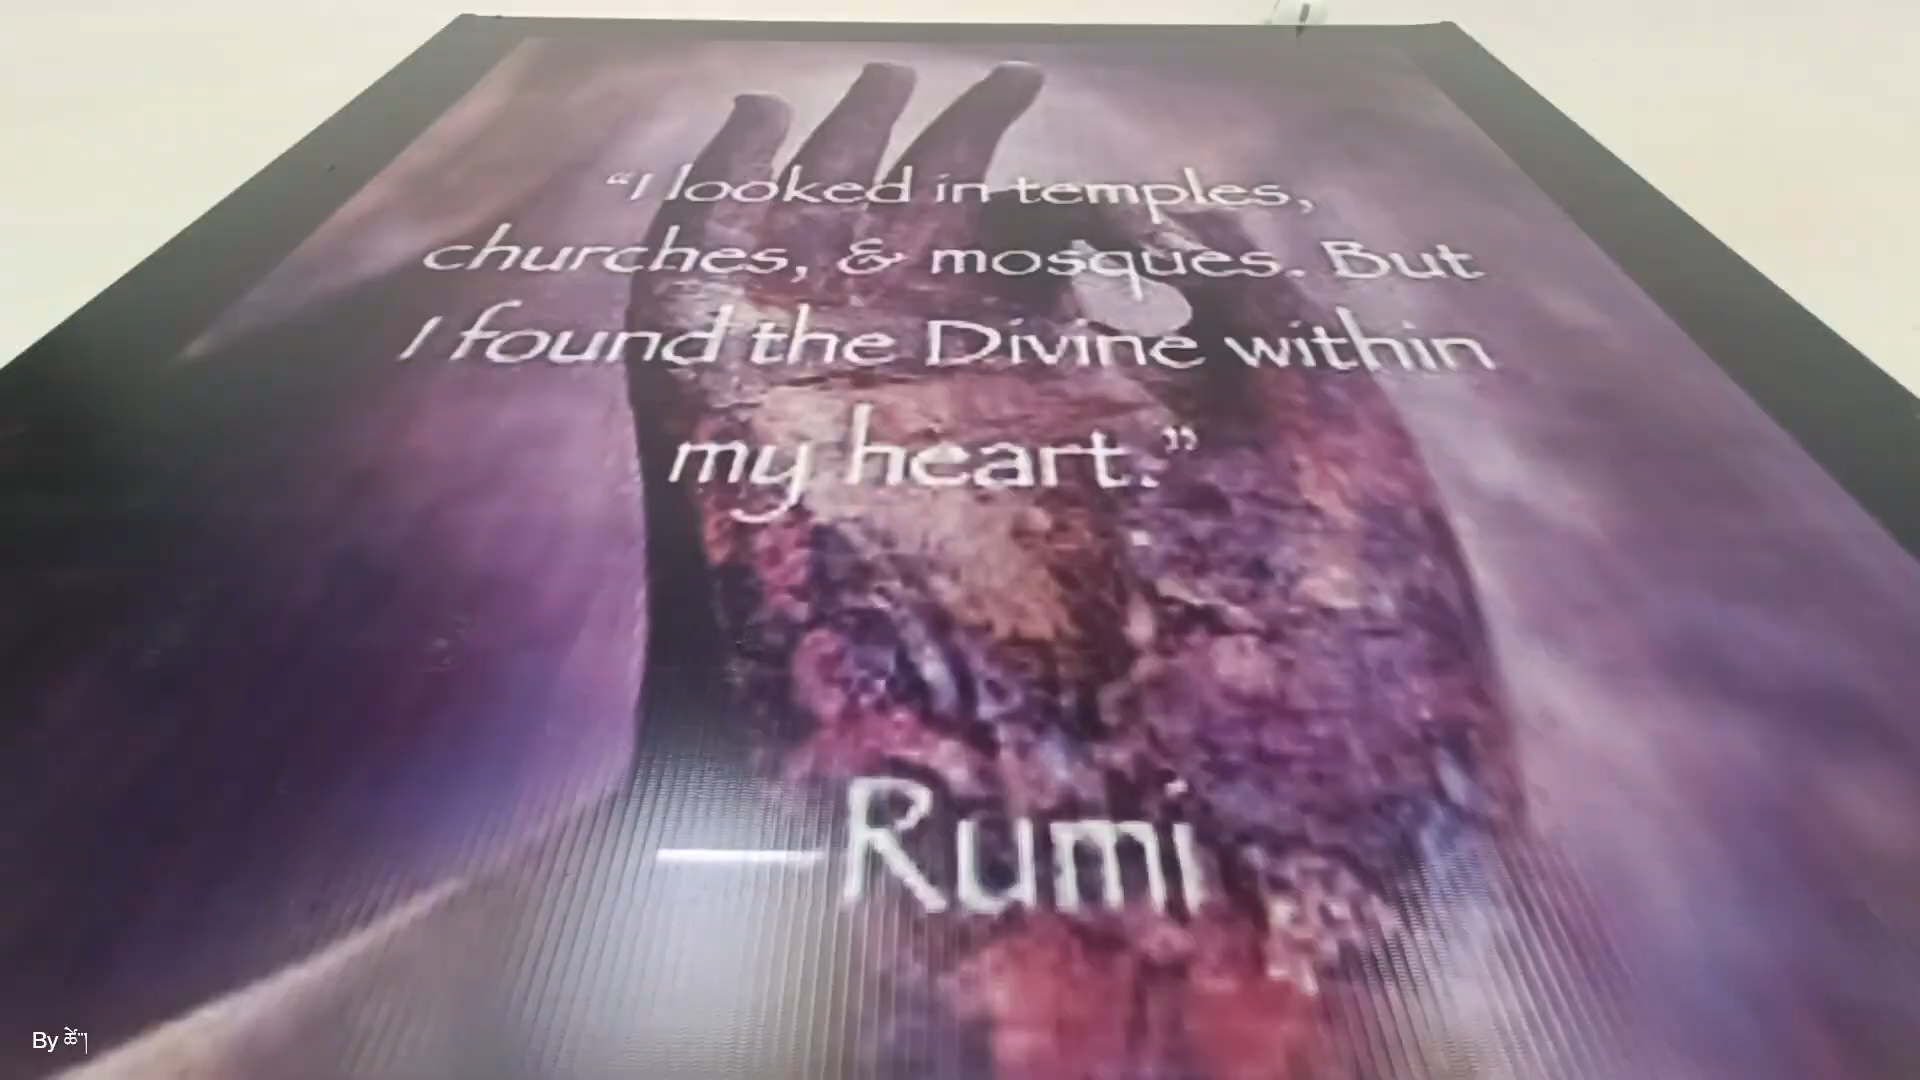 “I looked in temples,
churches, & mosques. But
I found the Divine within
my heart.”
Rumi
By